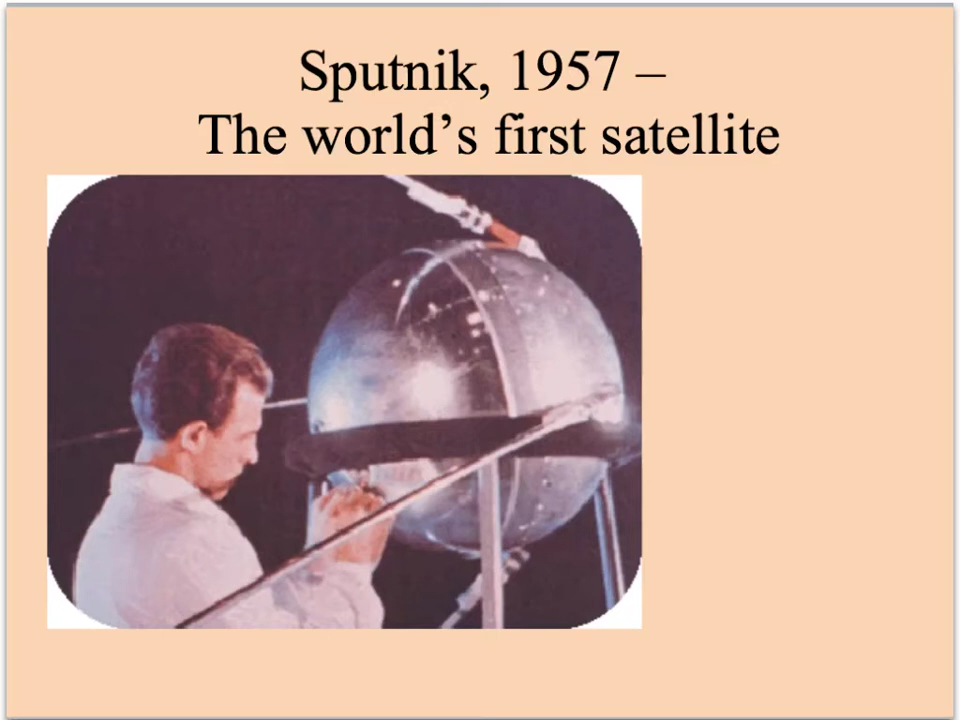 Sputnik, 1957 –
The world’s first satellite